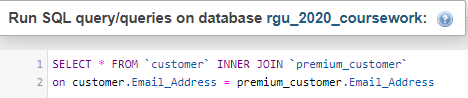 Run SQL query/queries on database rgu_2020_coursework:
1 SELECT * FROM `customer` INNER JOIN `premium_customer`
2 on customer.Email_Address = premium_customer.Email_Address